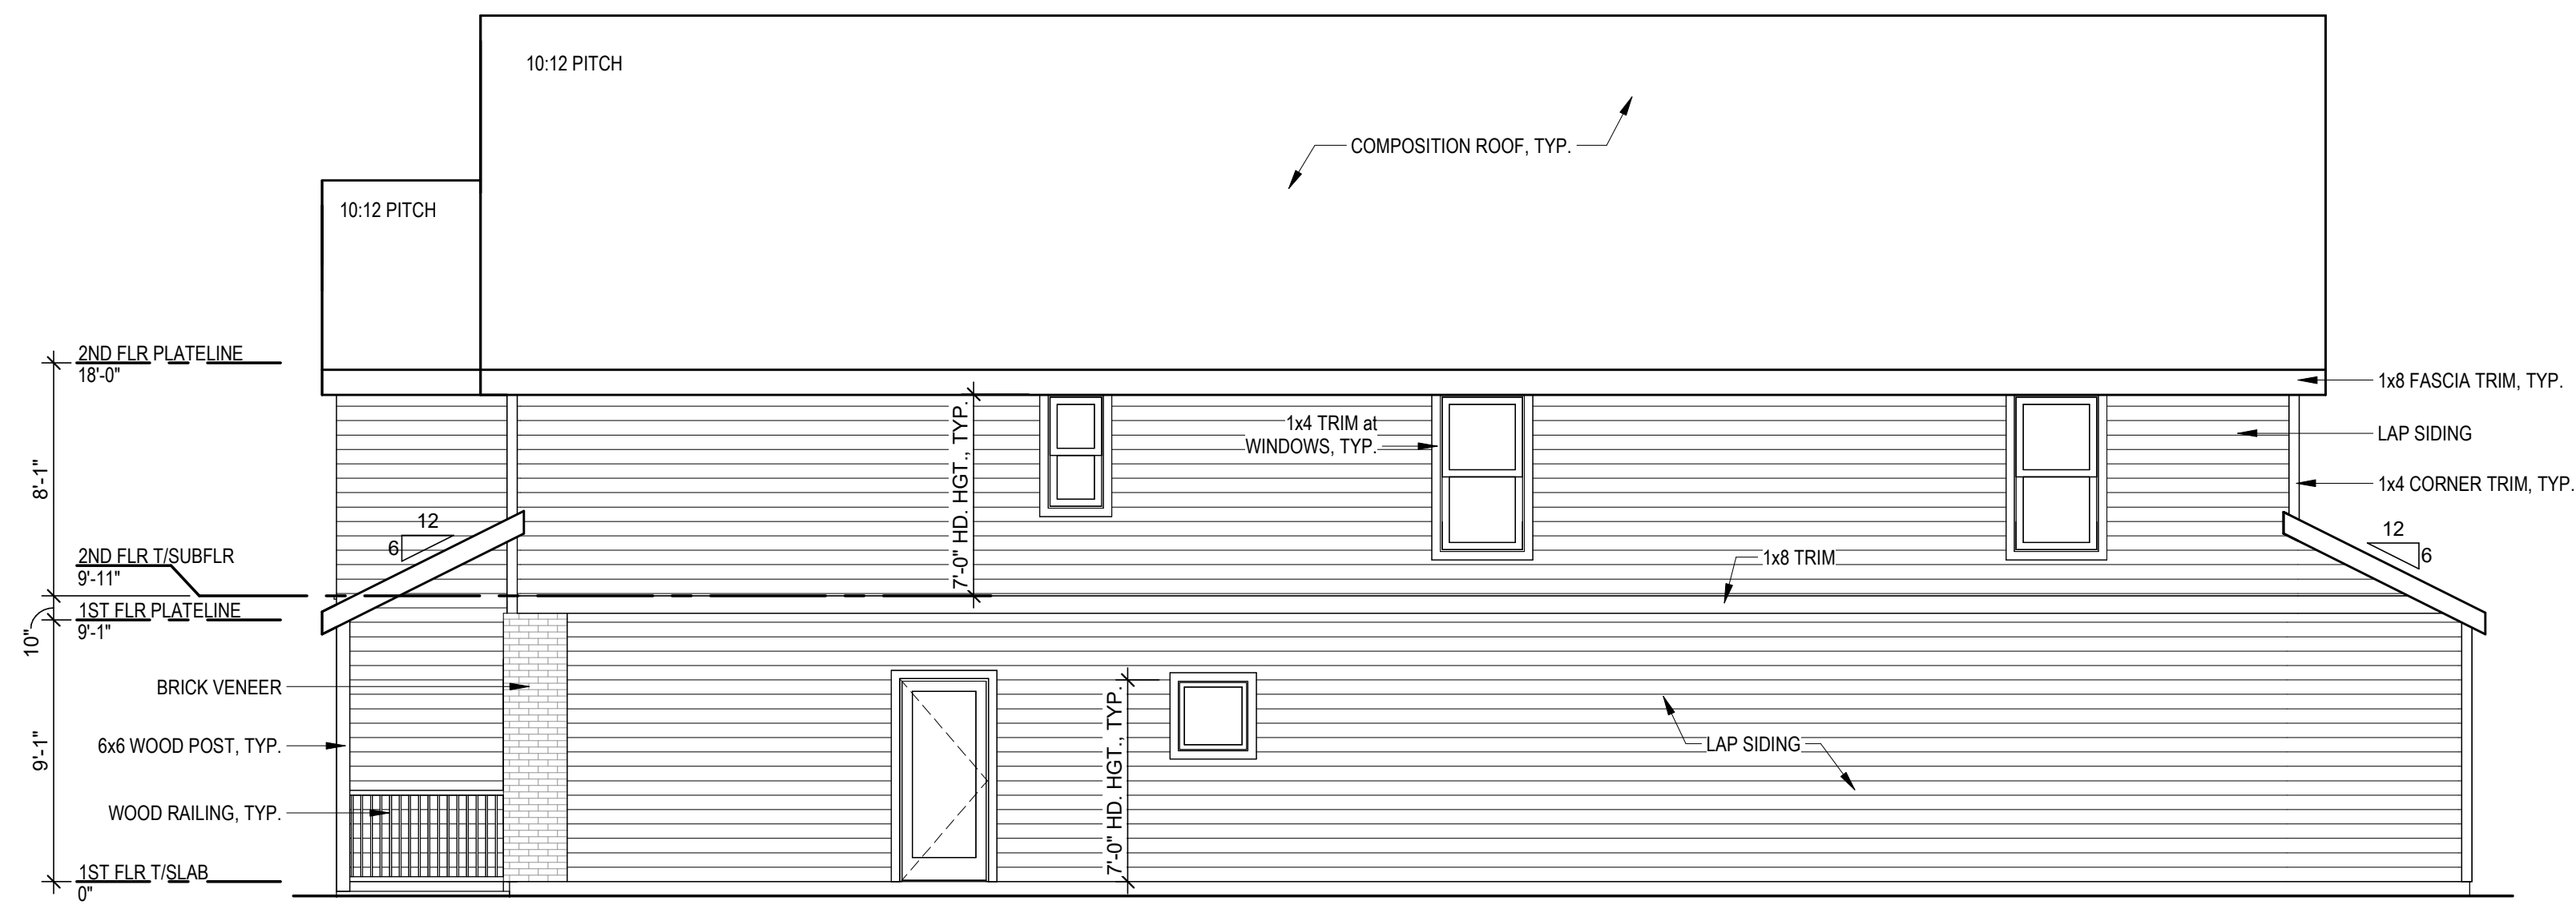 10:12 PITCH
COMPOSITION ROOF, TYP.
10:12 PITCH
2ND FLR PLATELINE
18'-0"
1x8 FASCIA TRIM, TYP.
1x4 TRIM at
WINDOWS, TYP.
7'-0" HD. HGT., TYP.
LAP SIDING
8'-1"
1x4 CORNER TRIM, TYP.
12
6
12
6
2ND FLR T/SUBFLR
9'-11"
1x8 TRIM
1ST FLR PLATELINE
9'-1"
10"
BRICK VENEER
7'-0" HD. HGT., TYP.
9'-1"
6x6 WOOD POST, TYP.
LAP SIDING
WOOD RAILING, TYP.
1ST FLR T/SLAB
0"